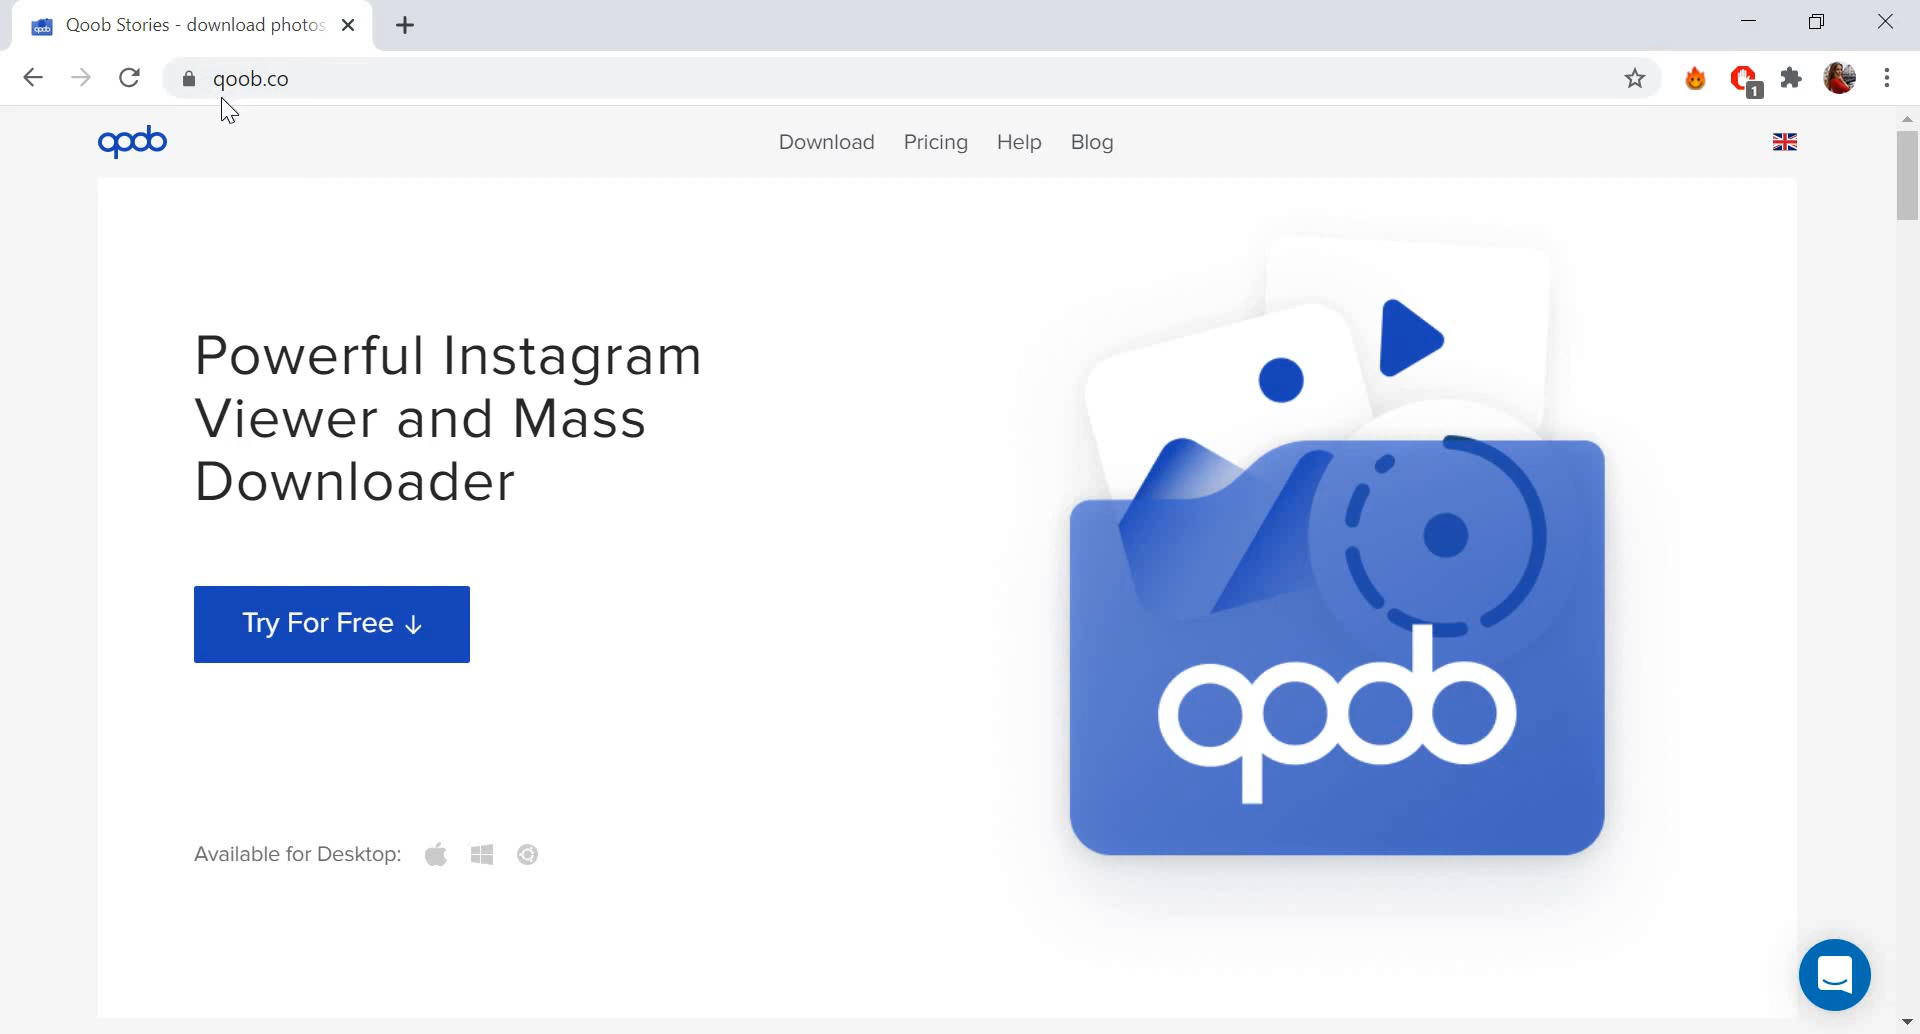 Qoob Stories - download photos
qoob.co
1
qoob
Download Pricing Help Blog
Powerful Instagram
Viewer and Mass
Downloader
Try For Free ↓
Available for Desktop:
qoob